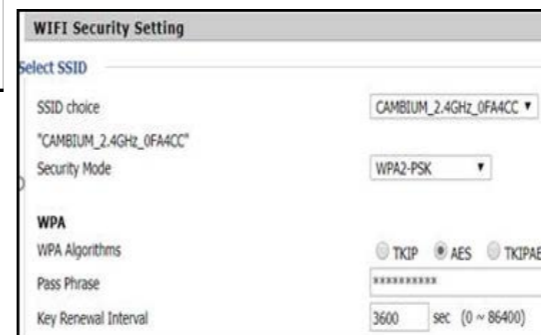 WIFI Security Setting
Select SSID
SSID choice CAMBIUM_2.4GHz_0FA4CC
"CAMBIUM_2.4GHz_0FA4CC"
Security Mode WPA2-PSK
WPA
WPA Algorithms TKIP AES TKIPAE
Pass Phrase **********
Key Renewal Interval 3600 sec (0 ~ 86400)